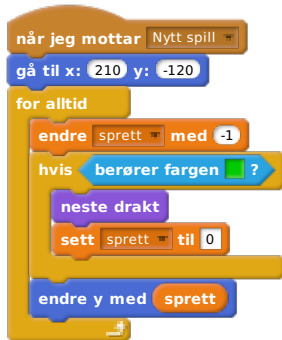 når jeg mottar Nytt spill
gå til x: 210 y: -120
for alltid
endre sprett med -1
hvis berører fargen ?
neste drakt
sett sprett til 0
endre y med sprett